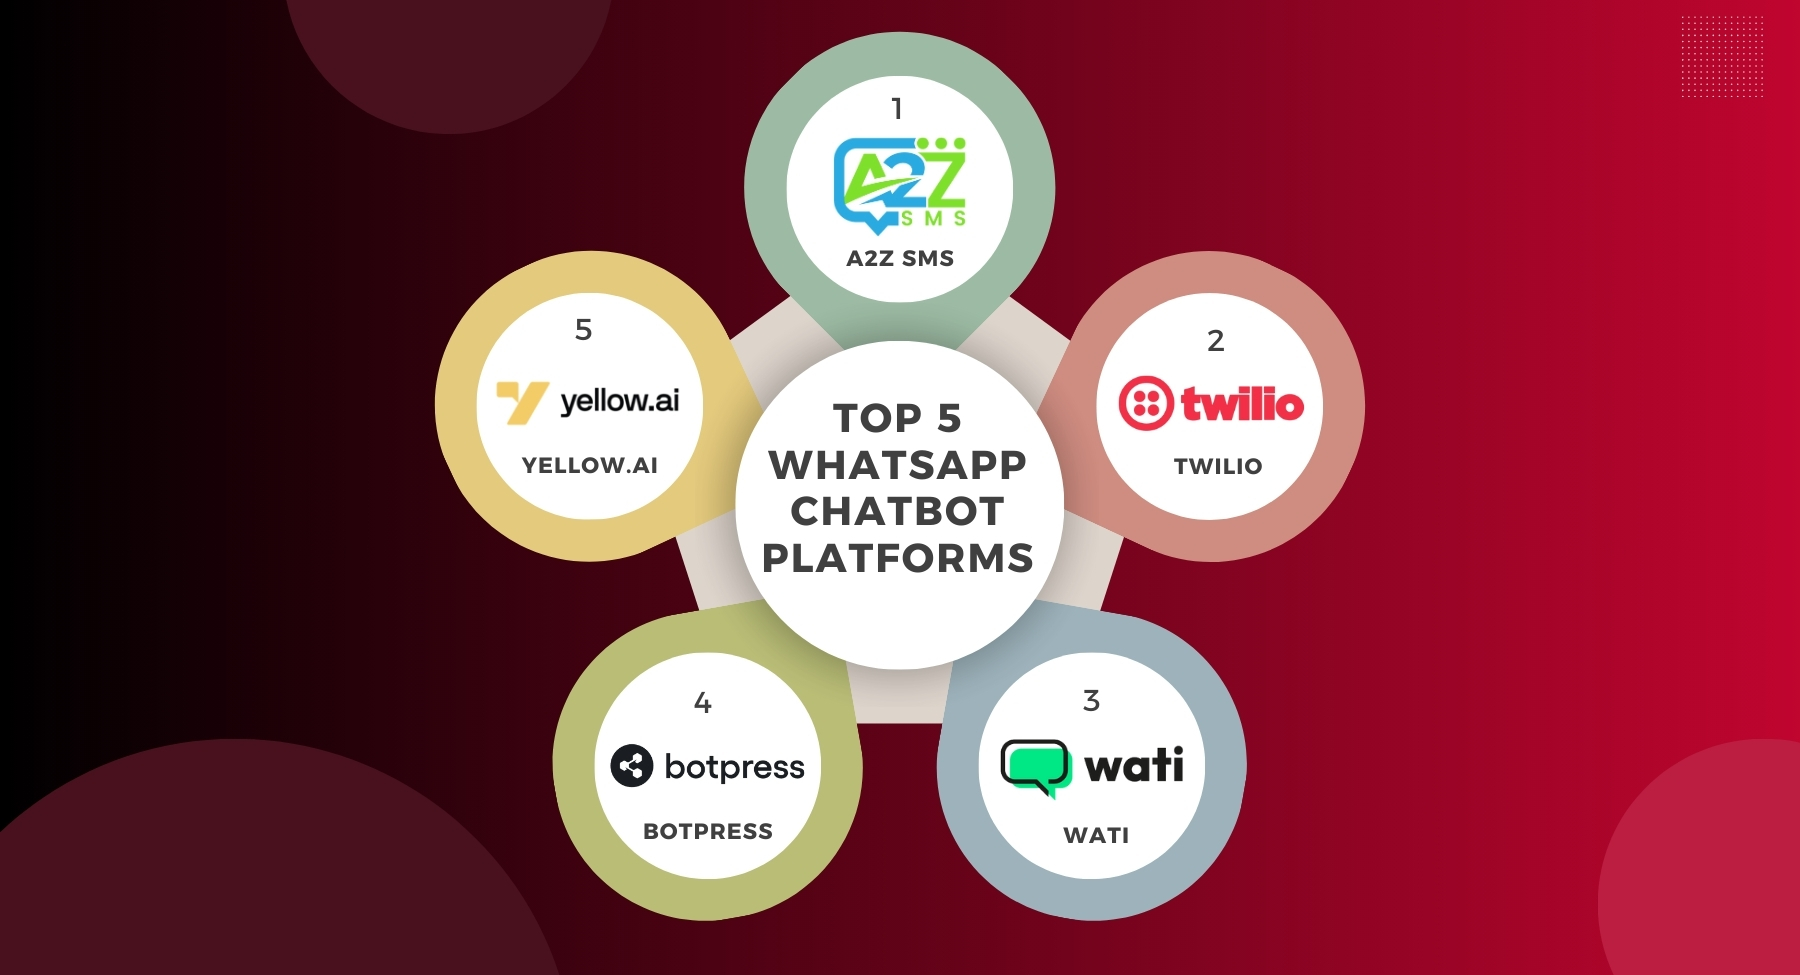 TOP 5
WHATSAPP
CHATBOT
PLATFORMS
1
A2Z
SMS
A2Z SMS
2
twilio
TWILIO
3
wati
WATI
4
botpress
BOTPRESS
5
yellow.ai
YELLOW.AI